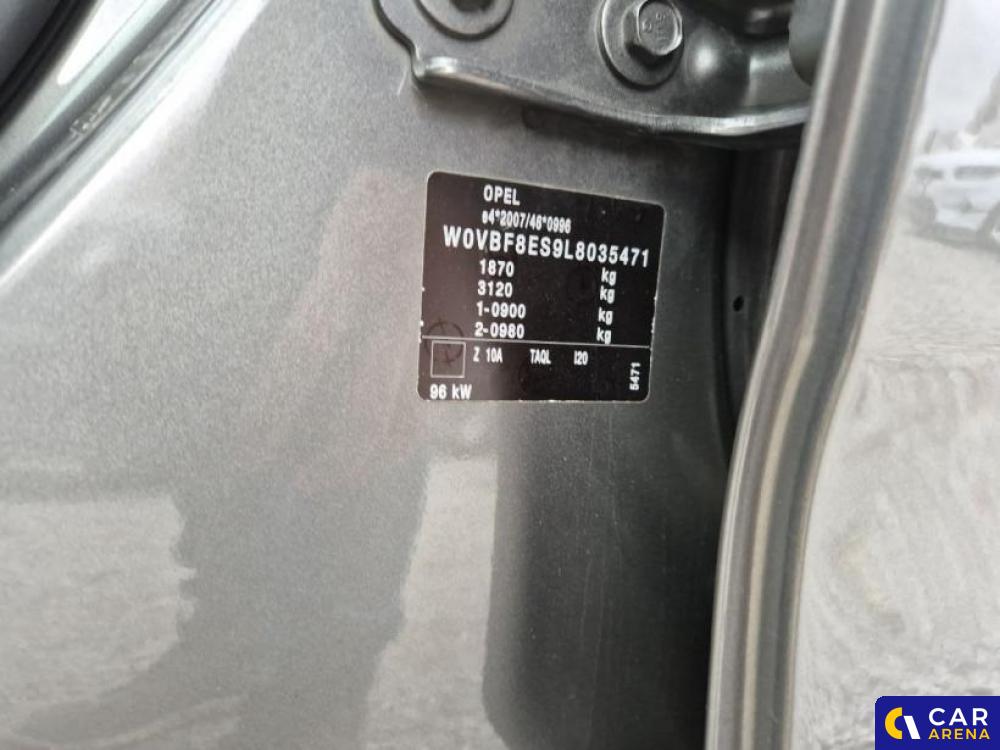 OPEL
e4*2007/46*0996
W0VBF8ES9L8035471
1870 kg
3120 kg
1-0900 kg
2-0980 kg
Z 10A TAQL I20
5471
96 kW
CAR
ARENA